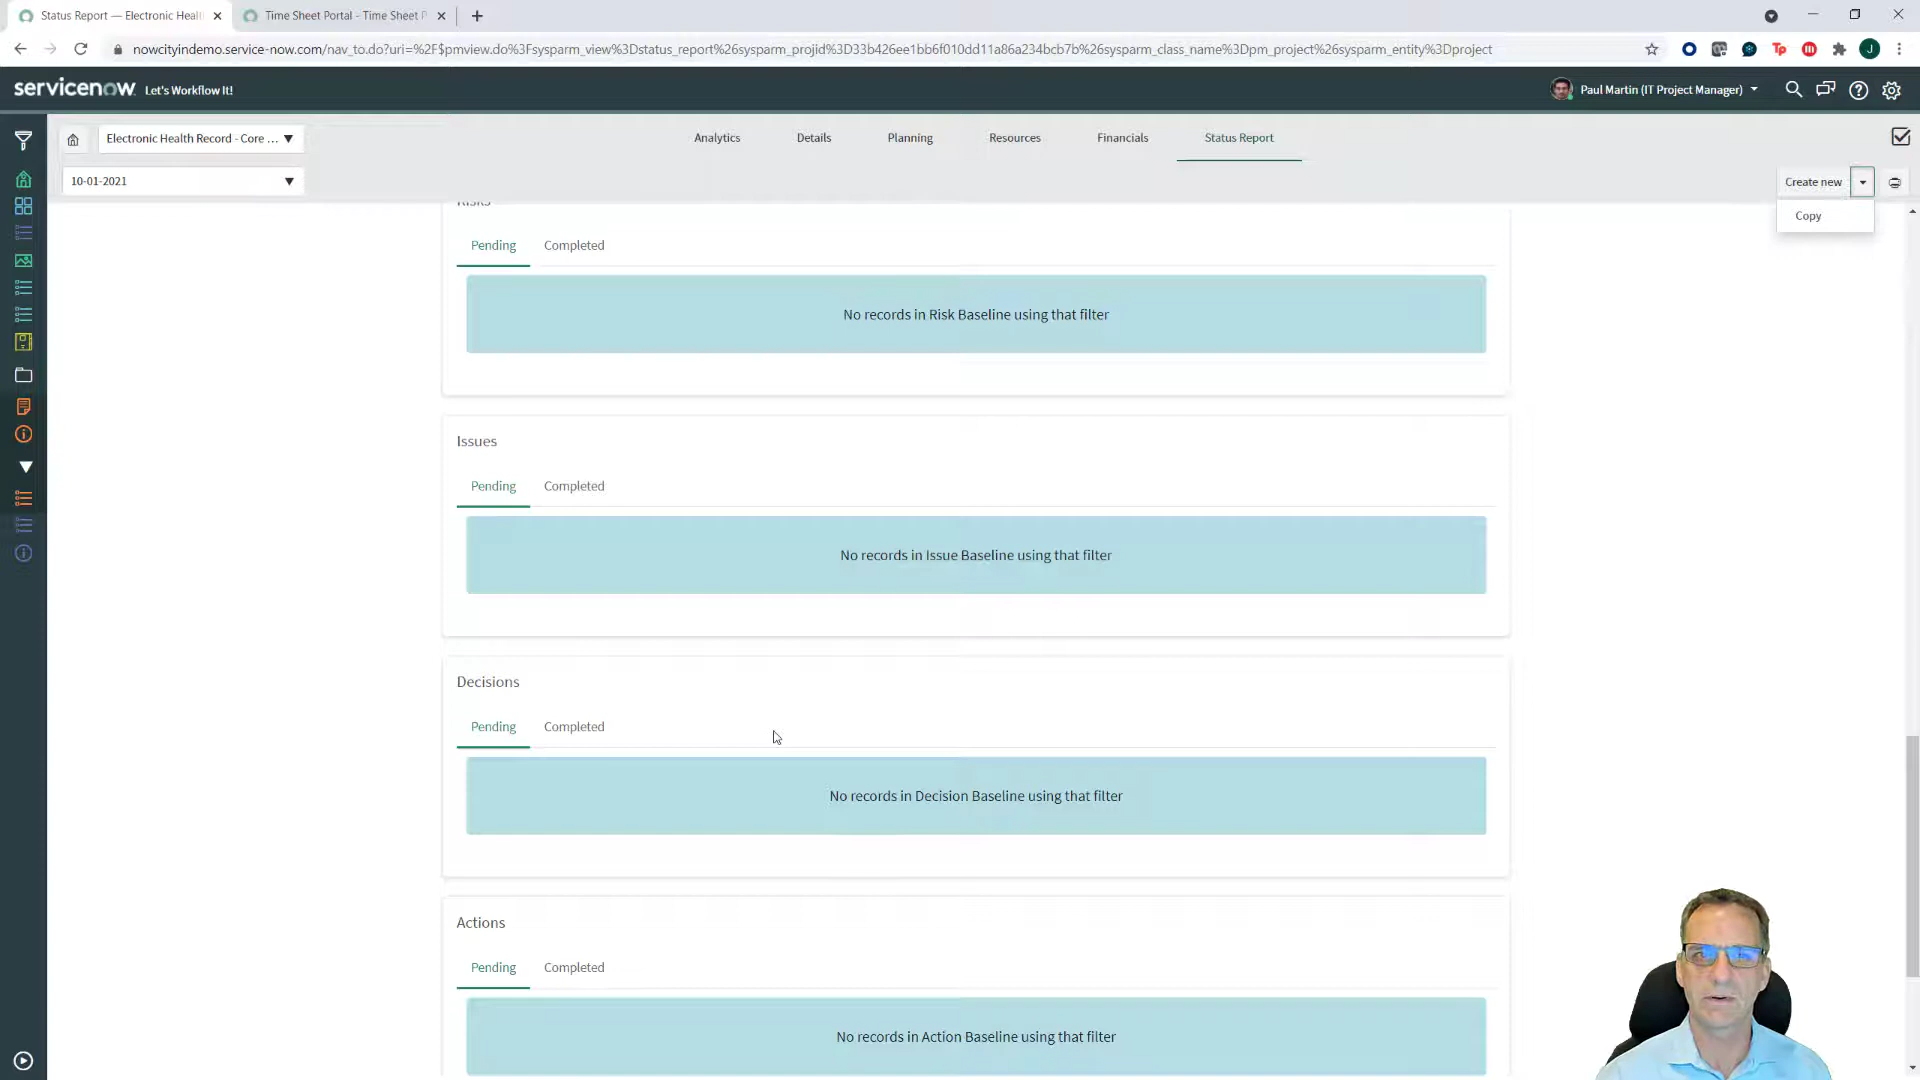 Status Report — Electronic Healt
Time Sheet Portal - Time Sheet P
nowcityindemo.service-now.com/nav_to.do?uri=%2F$pmview.do%3Fsysparm_view%3Dstatus_report%26sysparm_projid%3D33b426ee1bb6f010dd11a86a234bcb7b%26sysparm_class_name%3Dpm_project%26sysparm_entity%3Dproject
Tp
J
servicenow Let's Workflow It!
Paul Martin (IT Project Manager)
Electronic Health Record - Core ...
Analytics
Details
Planning
Resources
Financials
Status Report
10-01-2021
Create new
Copy
Risks
Pending Completed
No records in Risk Baseline using that filter
Issues
Pending Completed
No records in Issue Baseline using that filter
Decisions
Pending Completed
No records in Decision Baseline using that filter
Actions
Pending Completed
No records in Action Baseline using that filter